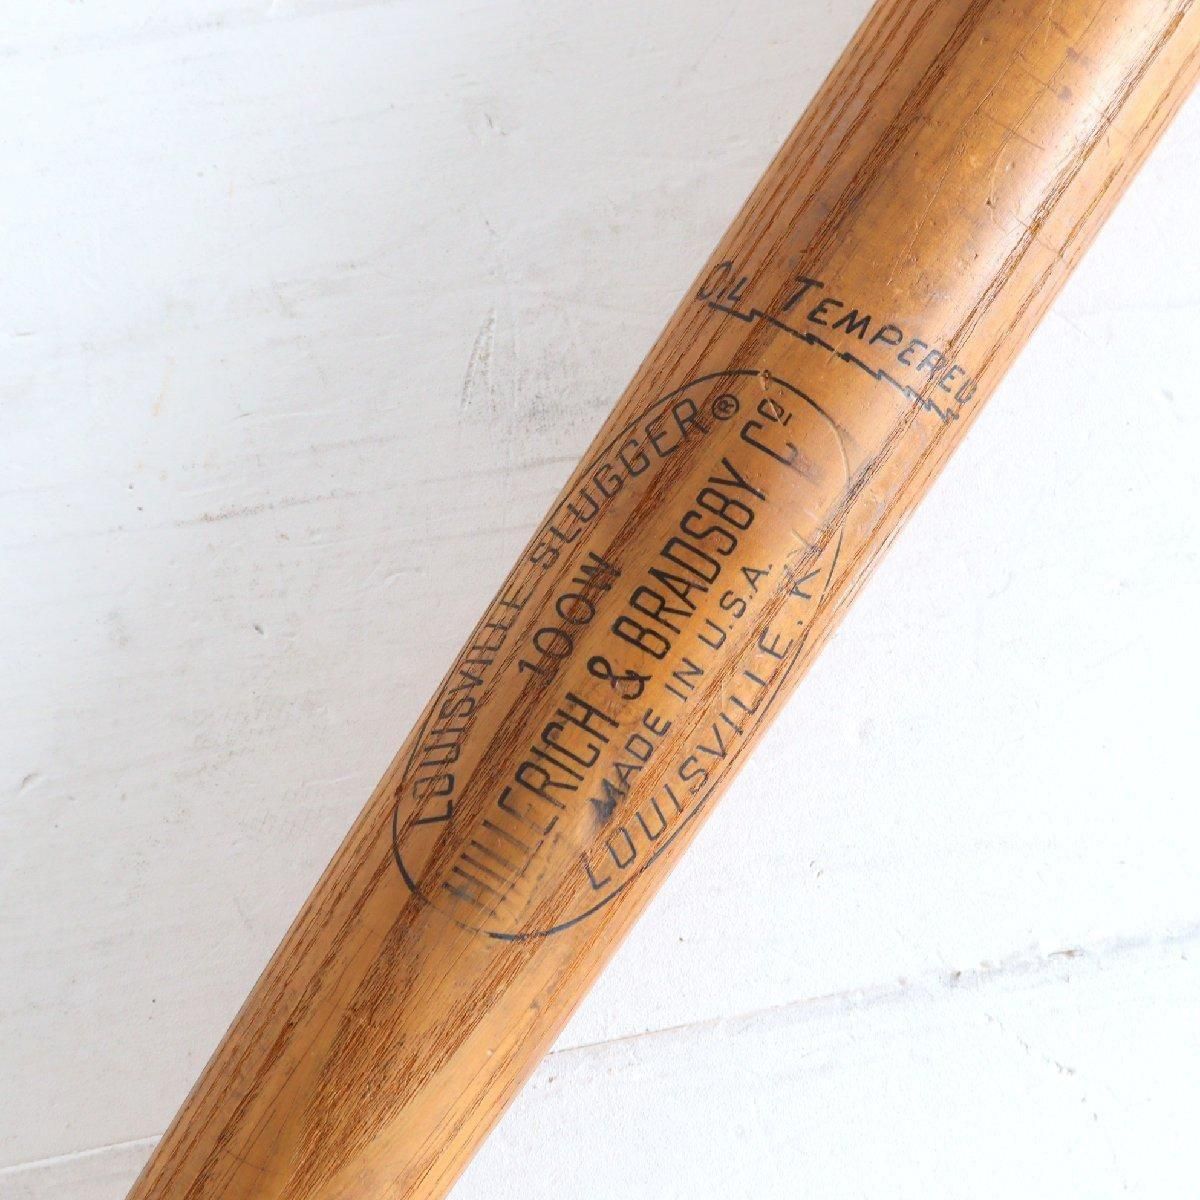 OIL TEMPERED
LOUISVILLE SLUGGER®
100W
HILLERICH & BRADSBY Cº
MADE IN U.S.A.
LOUISVILLE. KY.